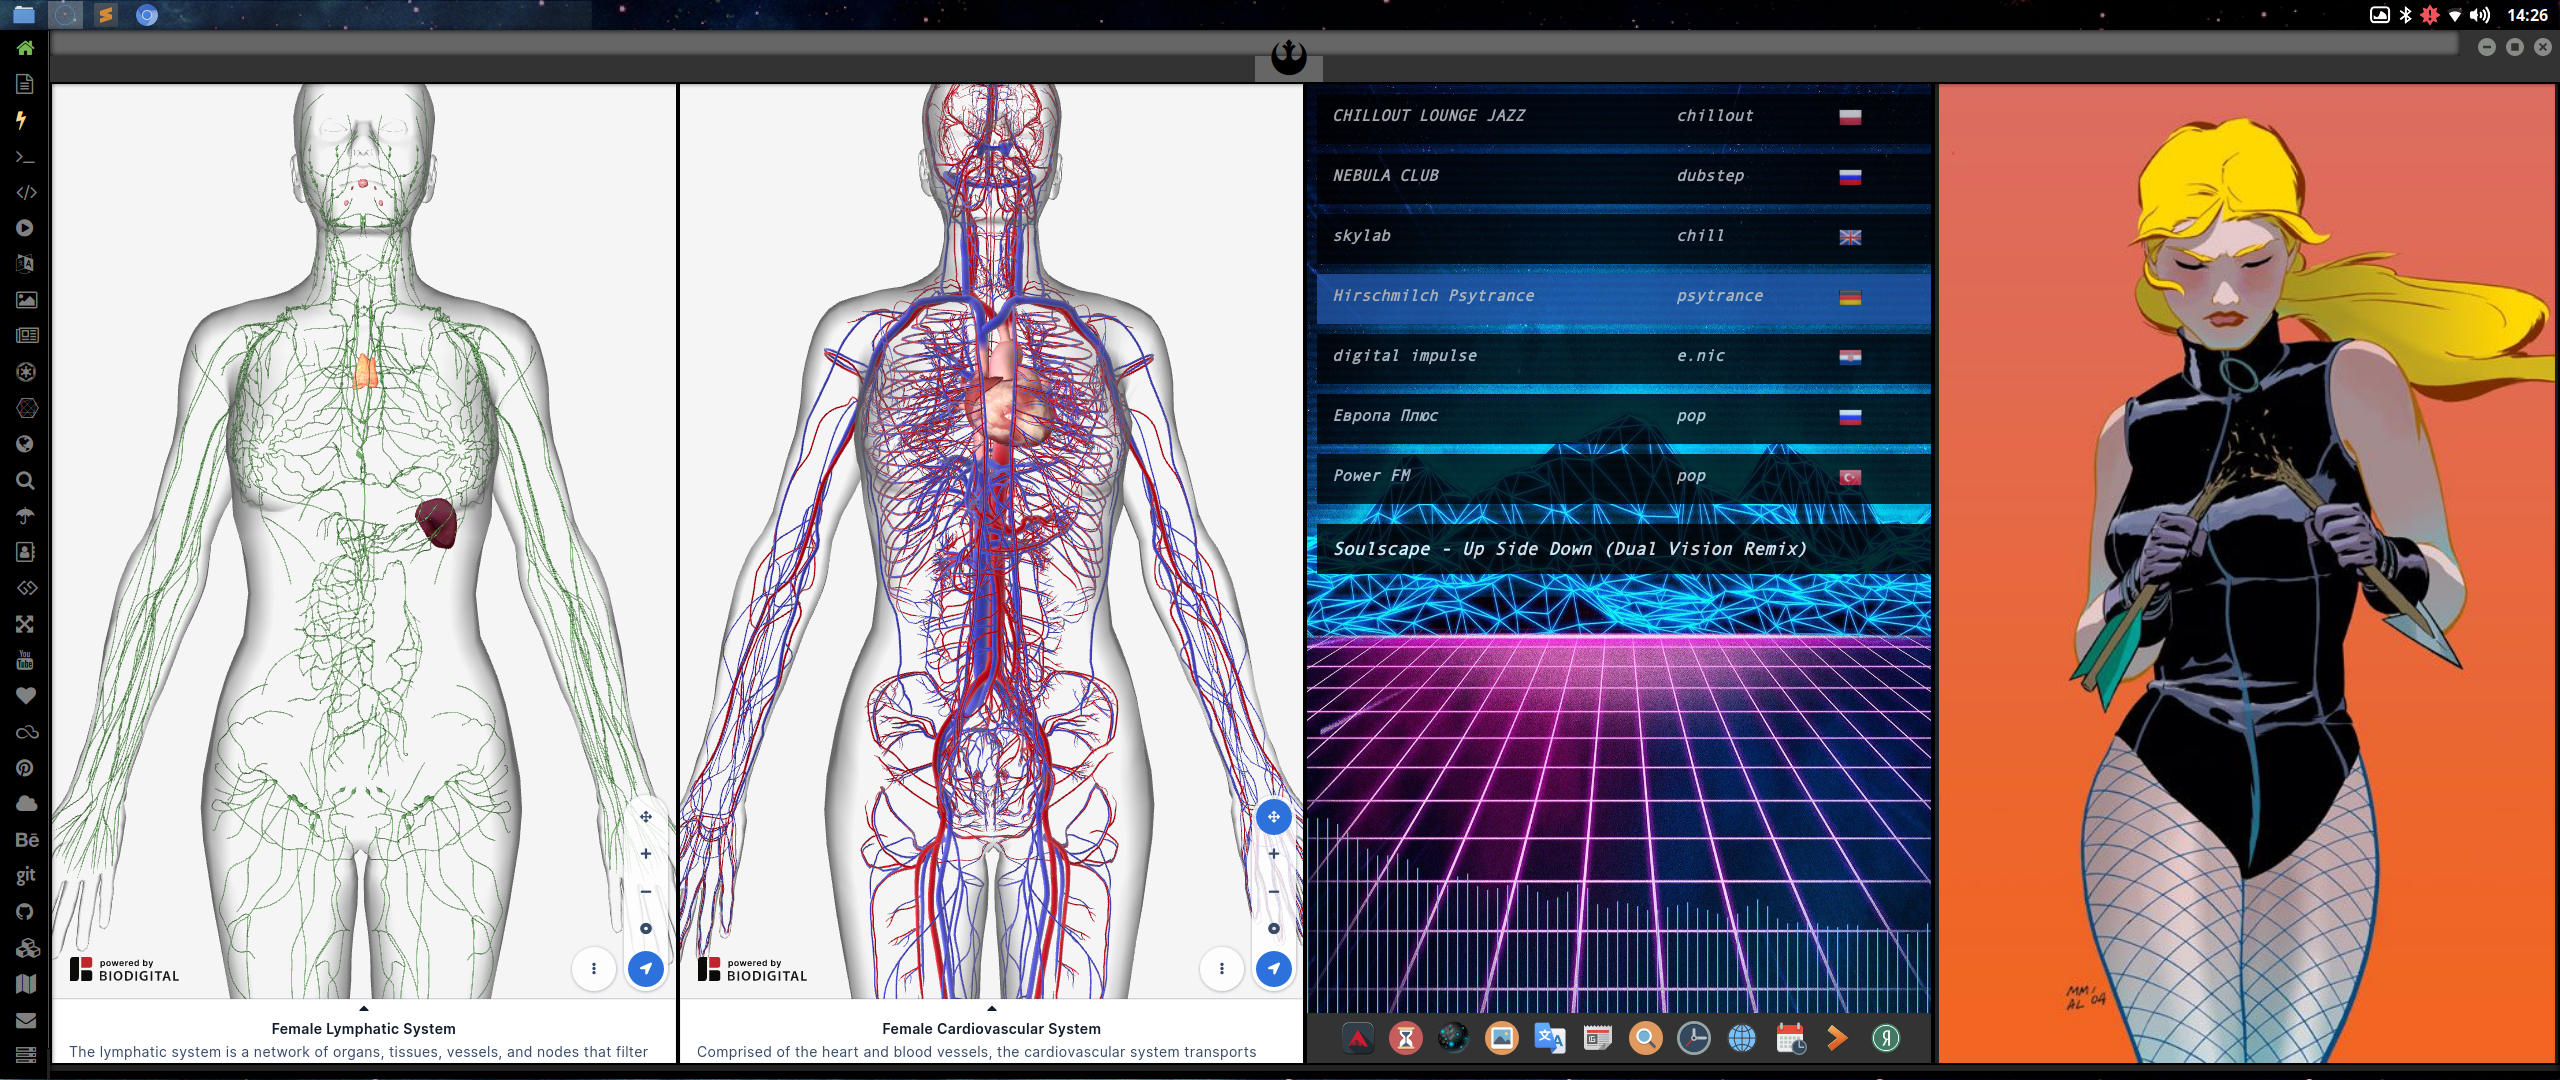 14:26
CHILLOUT LOUNGE JAZZ chillout
NEBULA CLUB dubstep
skylab chill
Hirschmilch Psytrance psytrance
digital impulse e.nic
Европа Плюс pop
Power FM pop
Soulscape - Up Side Down (Dual Vision Remix)
You
Tube
Bē
git
powered by
BIODIGITAL
Female Lymphatic System
The lymphatic system is a network of organs, tissues, vessels, and nodes that filter
powered by
BIODIGITAL
Female Cardiovascular System
Comprised of the heart and blood vessels, the cardiovascular system transports
Я
MM
AL 04